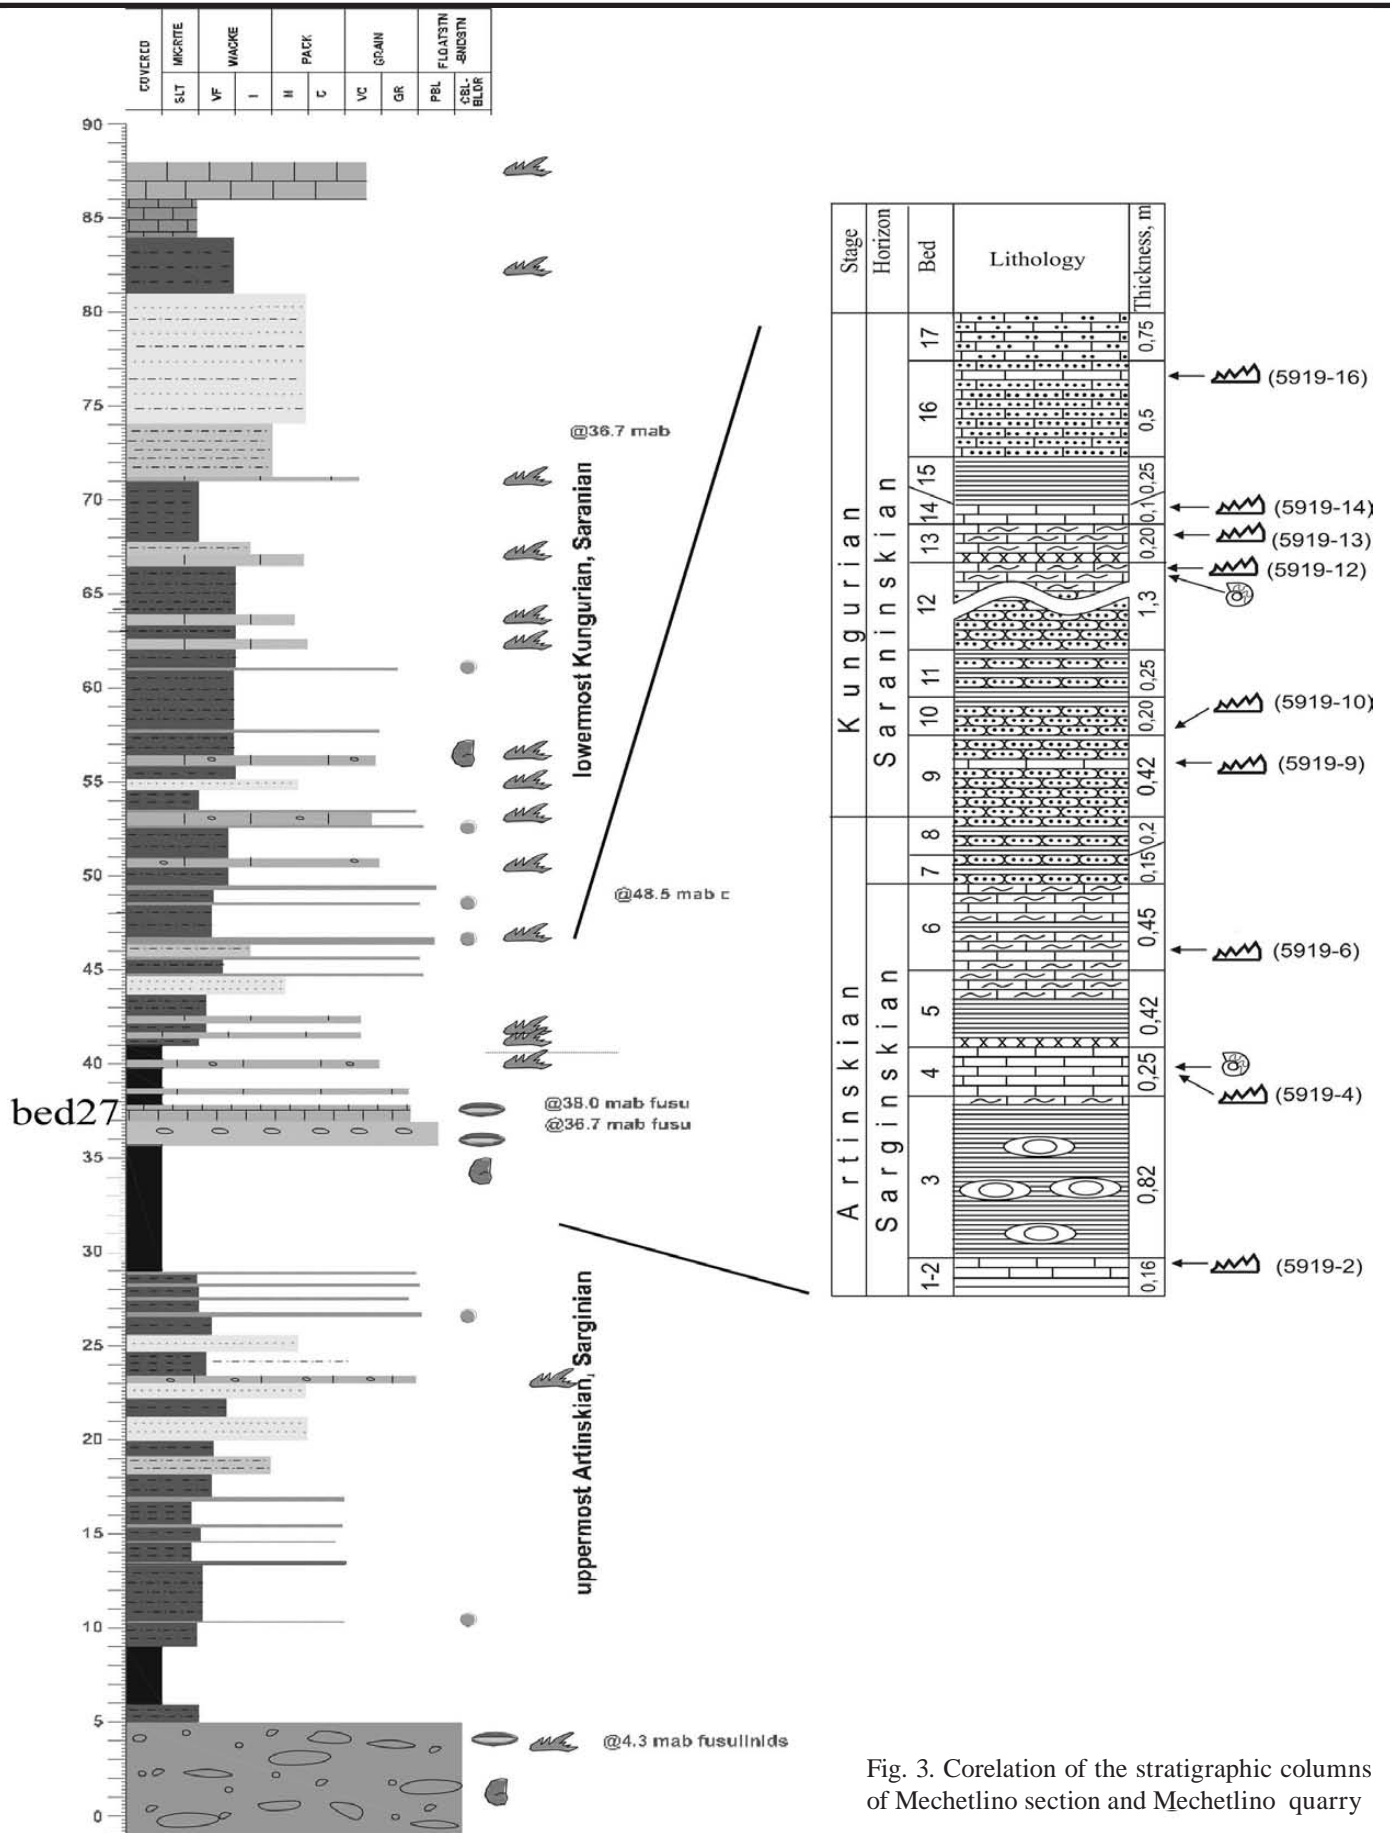 COVERED
MICRITE
WACKE
PACK
GRAIN
FLOATSTN
-BNDSTN
SLT
VF
M
VC
GR
PBL
CBL-
BLDR
90
85
80
75
70
65
60
55
50
45
40
35
30
25
20
15
10
5
0
bed27
@36.7 mab
lowermost Kungurian, Saranian
@48.5 mab c
@38.0 mab fusu
@36.7 mab fusu
uppermost Artinskian, Sarginian
@4.3 mab fusulinids
Stage
Horizon
Bed
Lithology
Thickness, m
Kungurian
Artinskian
Saraninskian
Sarginskian
17 0,75
16 0,5
15 0,25
14 0,1
13 0,20
12 1,3
11 0,25
10 0,20
9 0,42
8 0,2
7 0,15
6 0,45
5 0,42
4 0,25
3 0,82
1-2 0,16
(5919-16)
(5919-14)
(5919-13)
(5919-12)
(5919-10)
(5919-9)
(5919-6)
(5919-4)
(5919-2)
Fig. 3. Corelation of the stratigraphic columns
of Mechetlino section and Mechetlino quarry